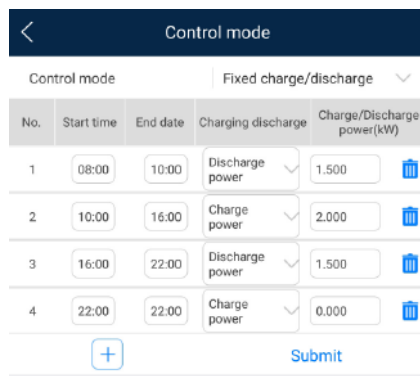 Control mode
Control mode Fixed charge/discharge
No. Start time End date Charging discharge Charge/Discharge power(kW)
1 08:00 10:00 Discharge power 1.500
2 10:00 16:00 Charge power 2.000
3 16:00 22:00 Discharge power 1.500
4 22:00 22:00 Charge power 0.000
+ Submit